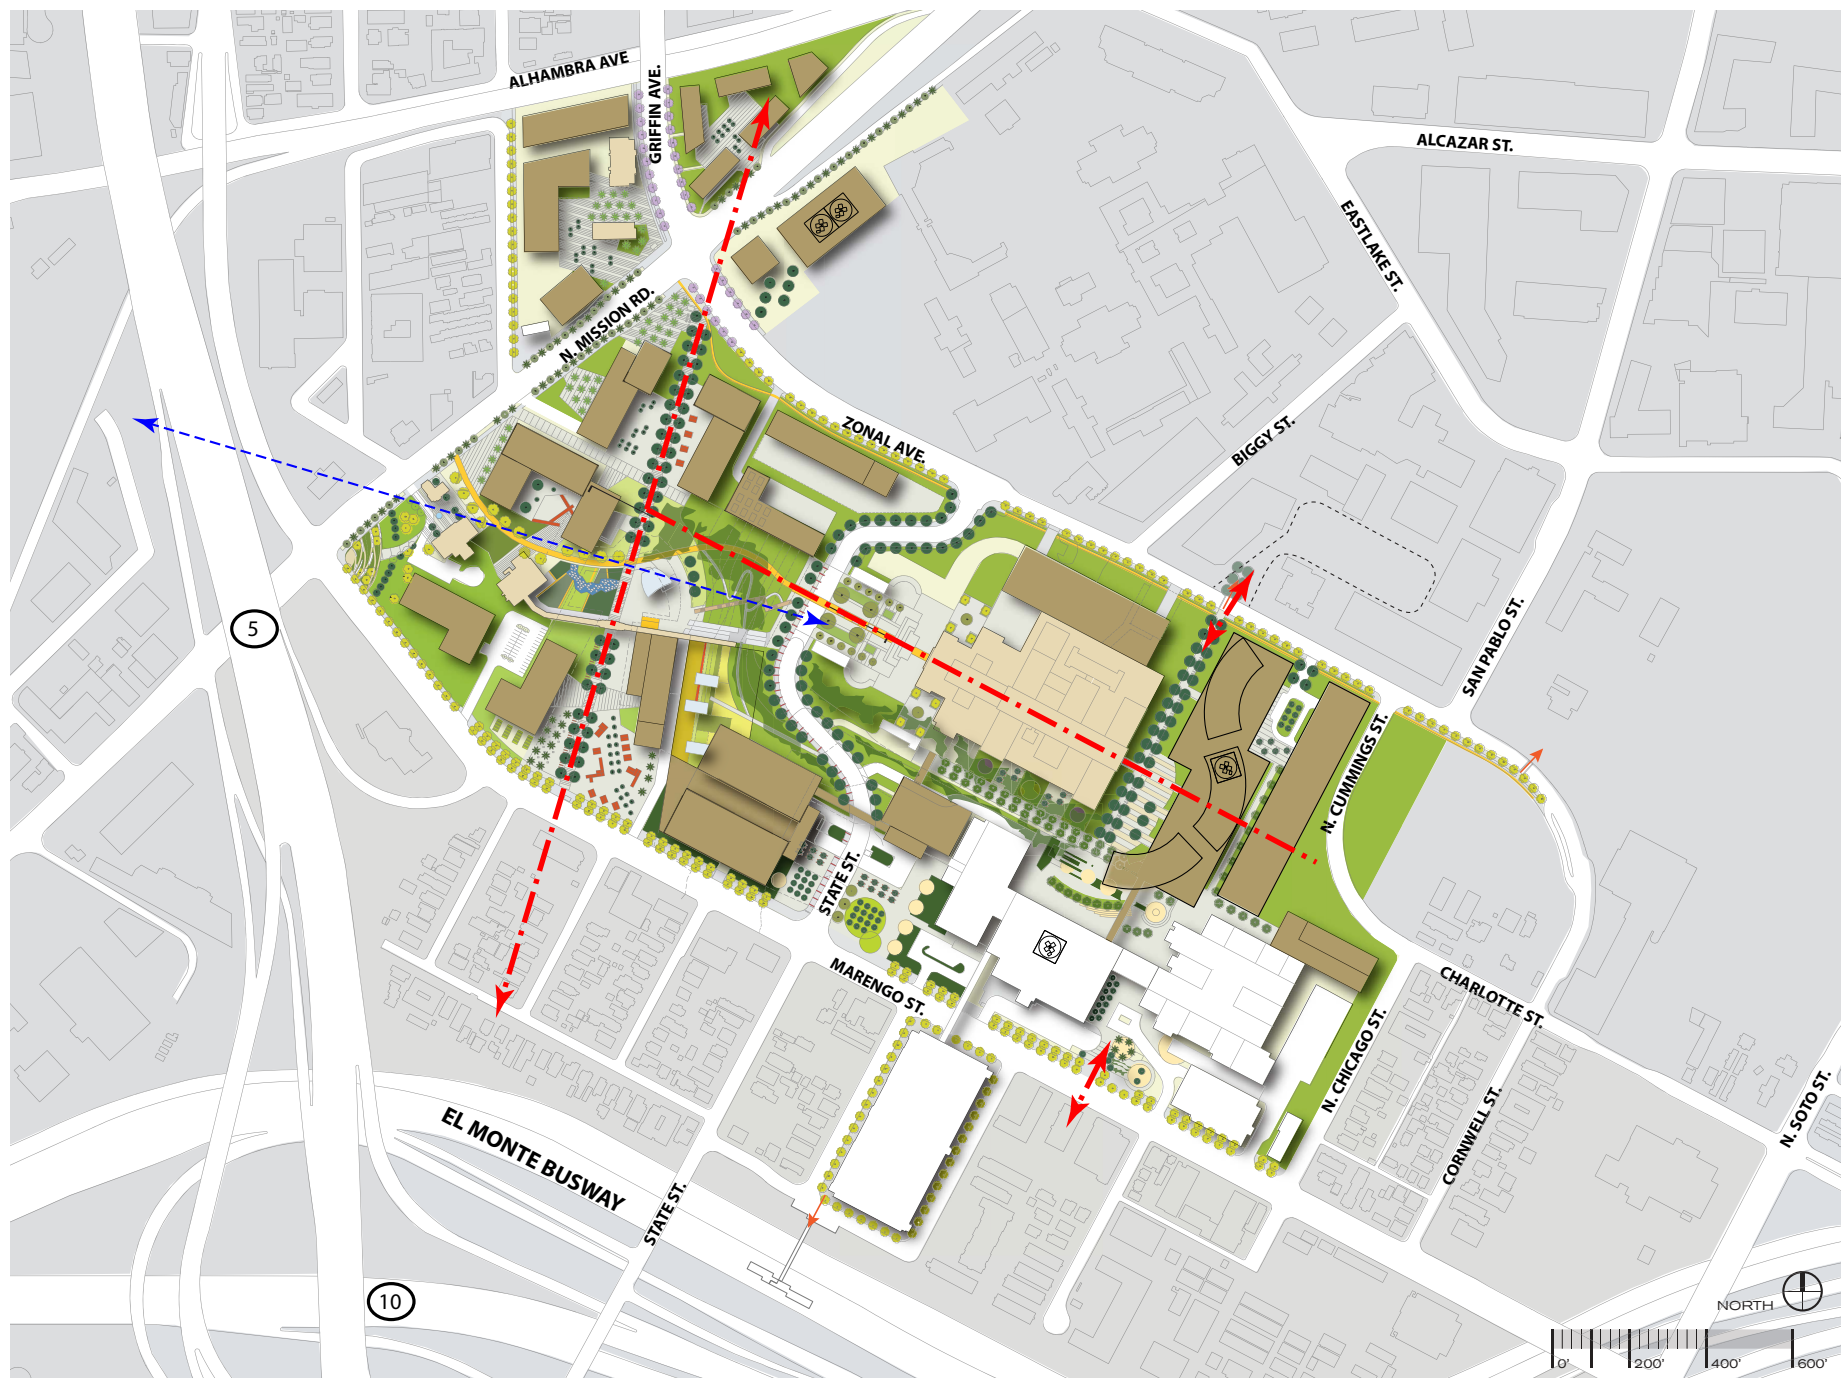 ALHAMBRA AVE
GRIFFIN AVE.
ALCAZAR ST.
EASTLAKE ST.
N. MISSION RD.
ZONAL AVE.
BIGGY ST.
5
SAN PABLO ST.
N. CUMMINGS ST.
STATE ST.
MARENGO ST.
CHARLOTTE ST.
N. CHICAGO ST.
CORNWELL ST.
N. SOTO ST.
EL MONTE BUSWAY
STATE ST.
10
NORTH
0' 200' 400' 600'